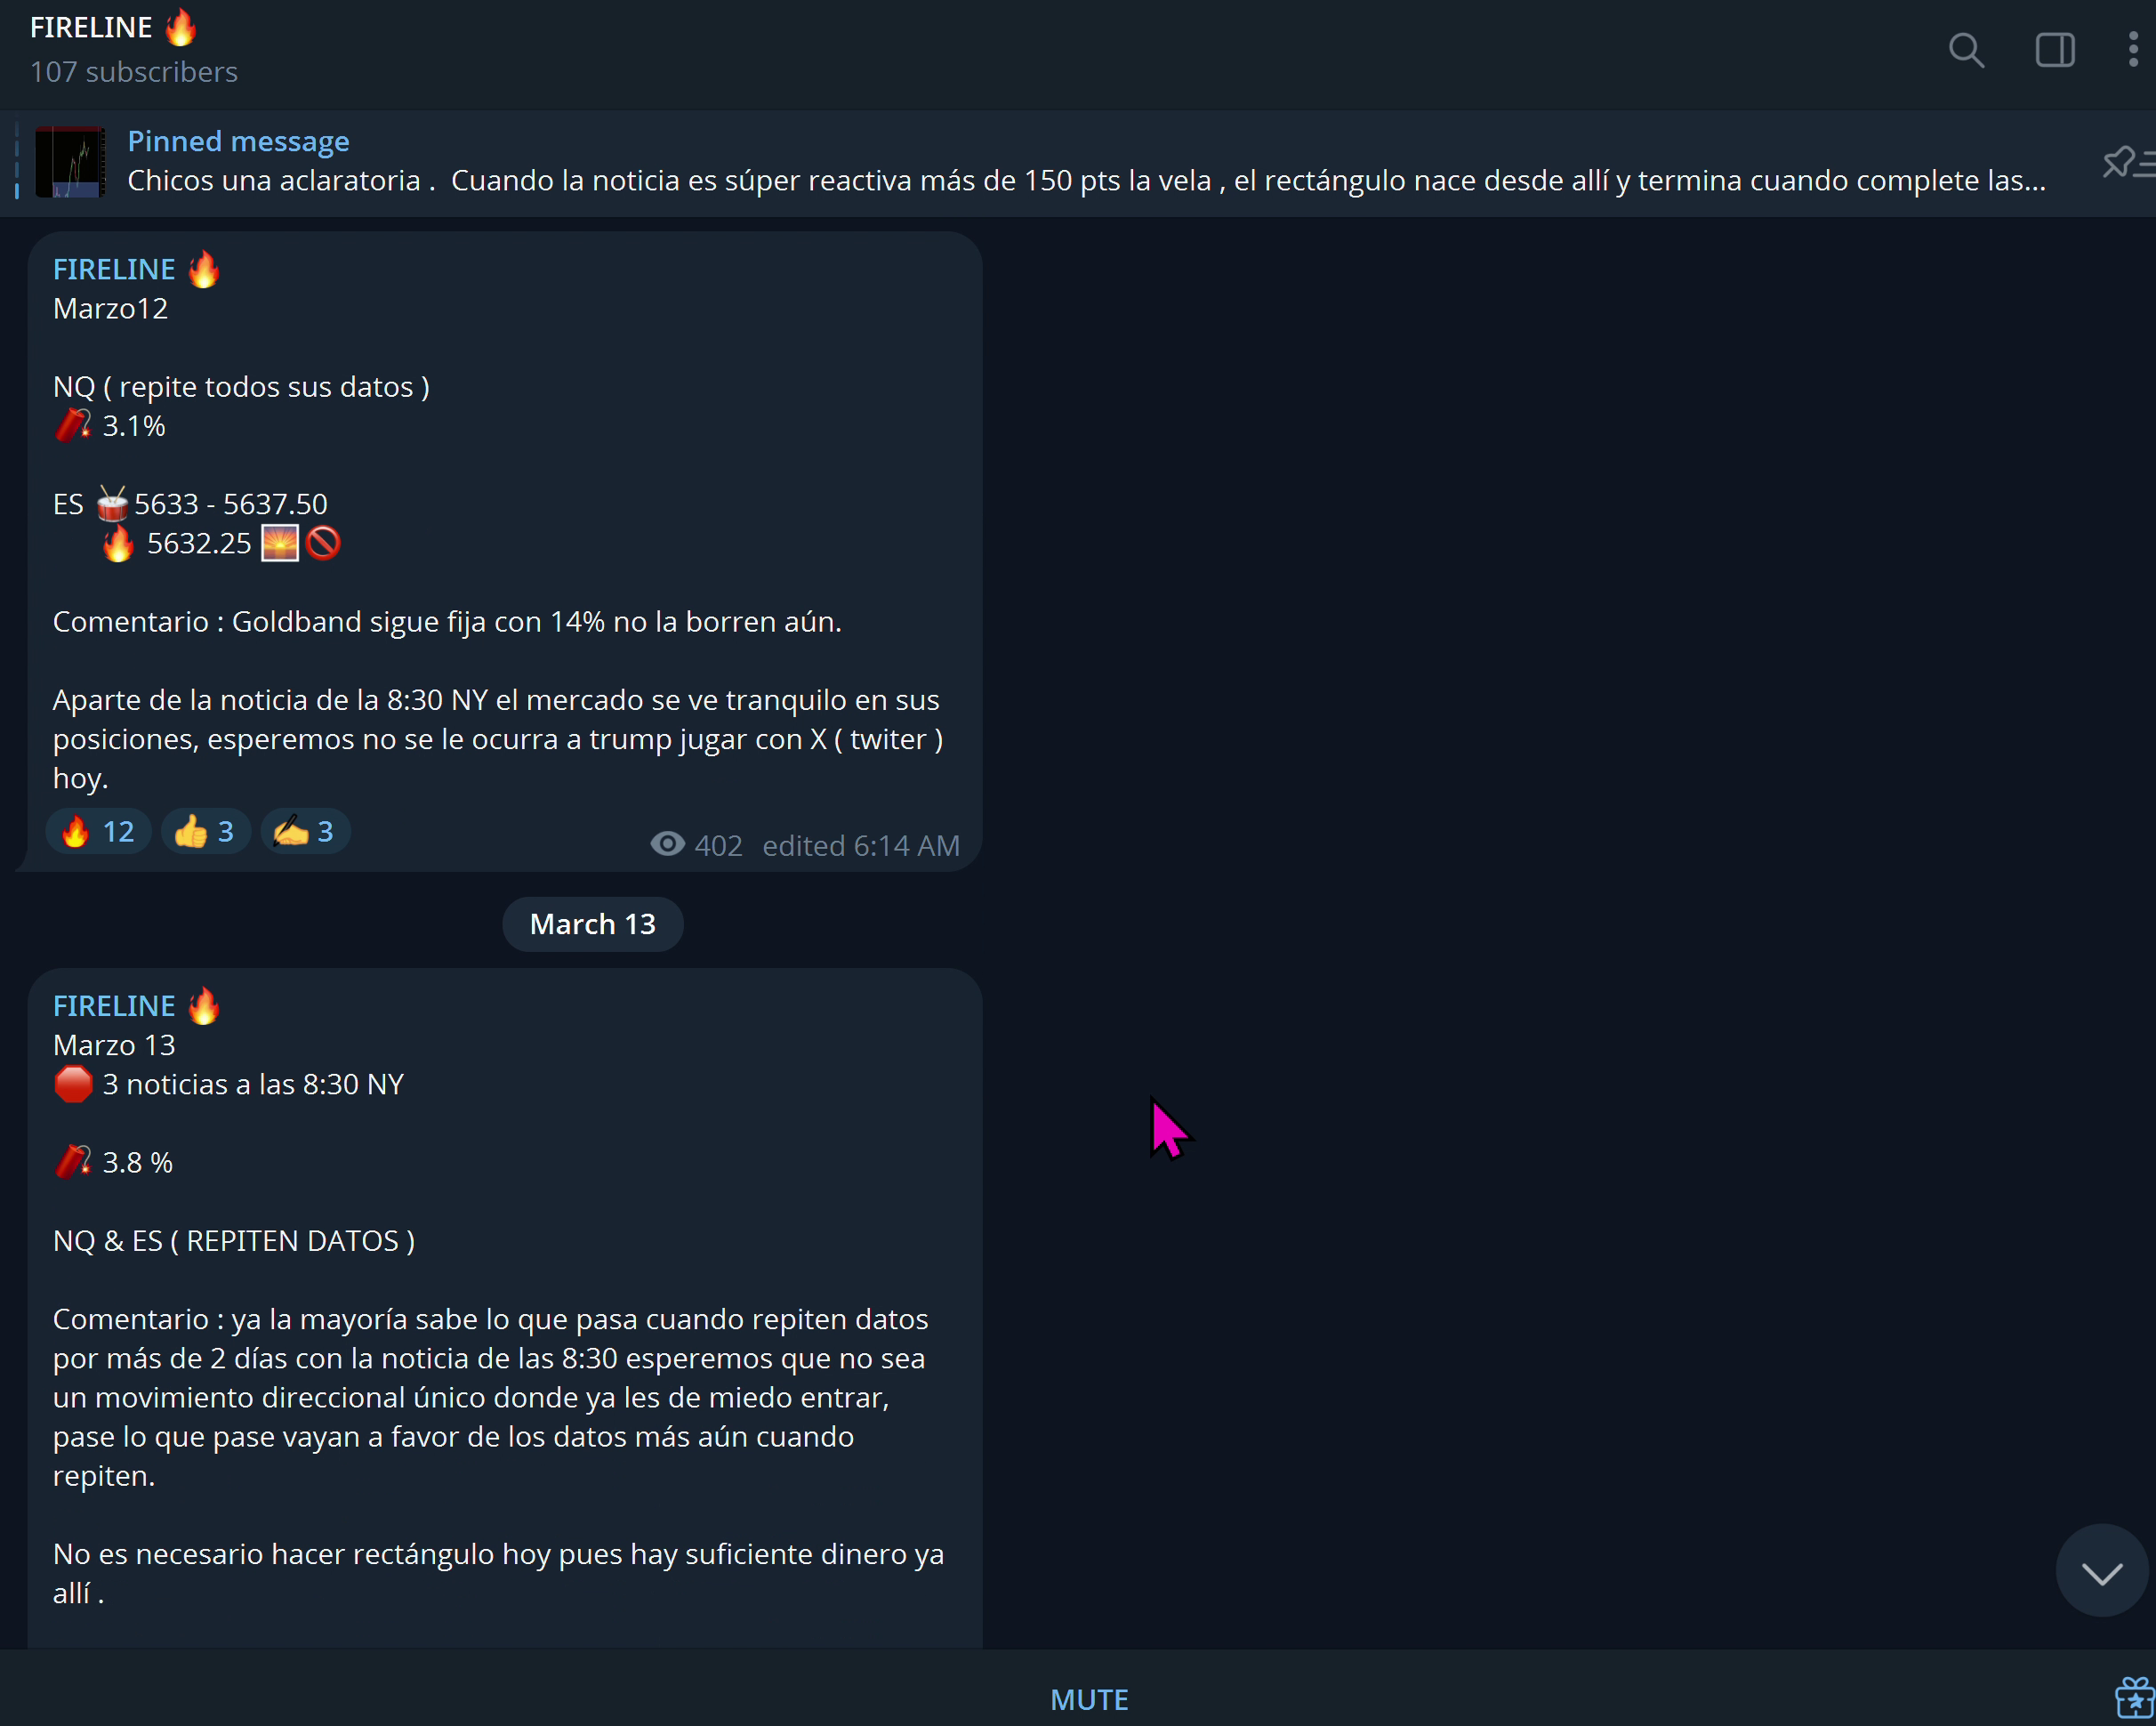 FIRELINE 🔥
107 subscribers
Pinned message
Chicos una aclaratoria .  Cuando la noticia es súper reactiva más de 150 pts la vela , el rectángulo nace desde allí y termina cuando complete las...
FIRELINE 🔥
Marzo12
NQ ( repite todos sus datos )
🧨 3.1%
ES 🥁5633 - 5637.50
🔥 5632.25 🌅🚫
Comentario : Goldband sigue fija con 14% no la borren aún.
Aparte de la noticia de la 8:30 NY el mercado se ve tranquilo en sus
posiciones, esperemos no se le ocurra a trump jugar con X ( twiter )
hoy.
🔥 12 👍 3 ✍️ 3
402 edited 6:14 AM
March 13
FIRELINE 🔥
Marzo 13
🛑 3 noticias a las 8:30 NY
🧨 3.8 %
NQ & ES ( REPITEN DATOS )
Comentario : ya la mayoría sabe lo que pasa cuando repiten datos
por más de 2 días con la noticia de las 8:30 esperemos que no sea
un movimiento direccional único donde ya les de miedo entrar,
pase lo que pase vayan a favor de los datos más aún cuando
repiten.
No es necesario hacer rectángulo hoy pues hay suficiente dinero ya
allí .
MUTE